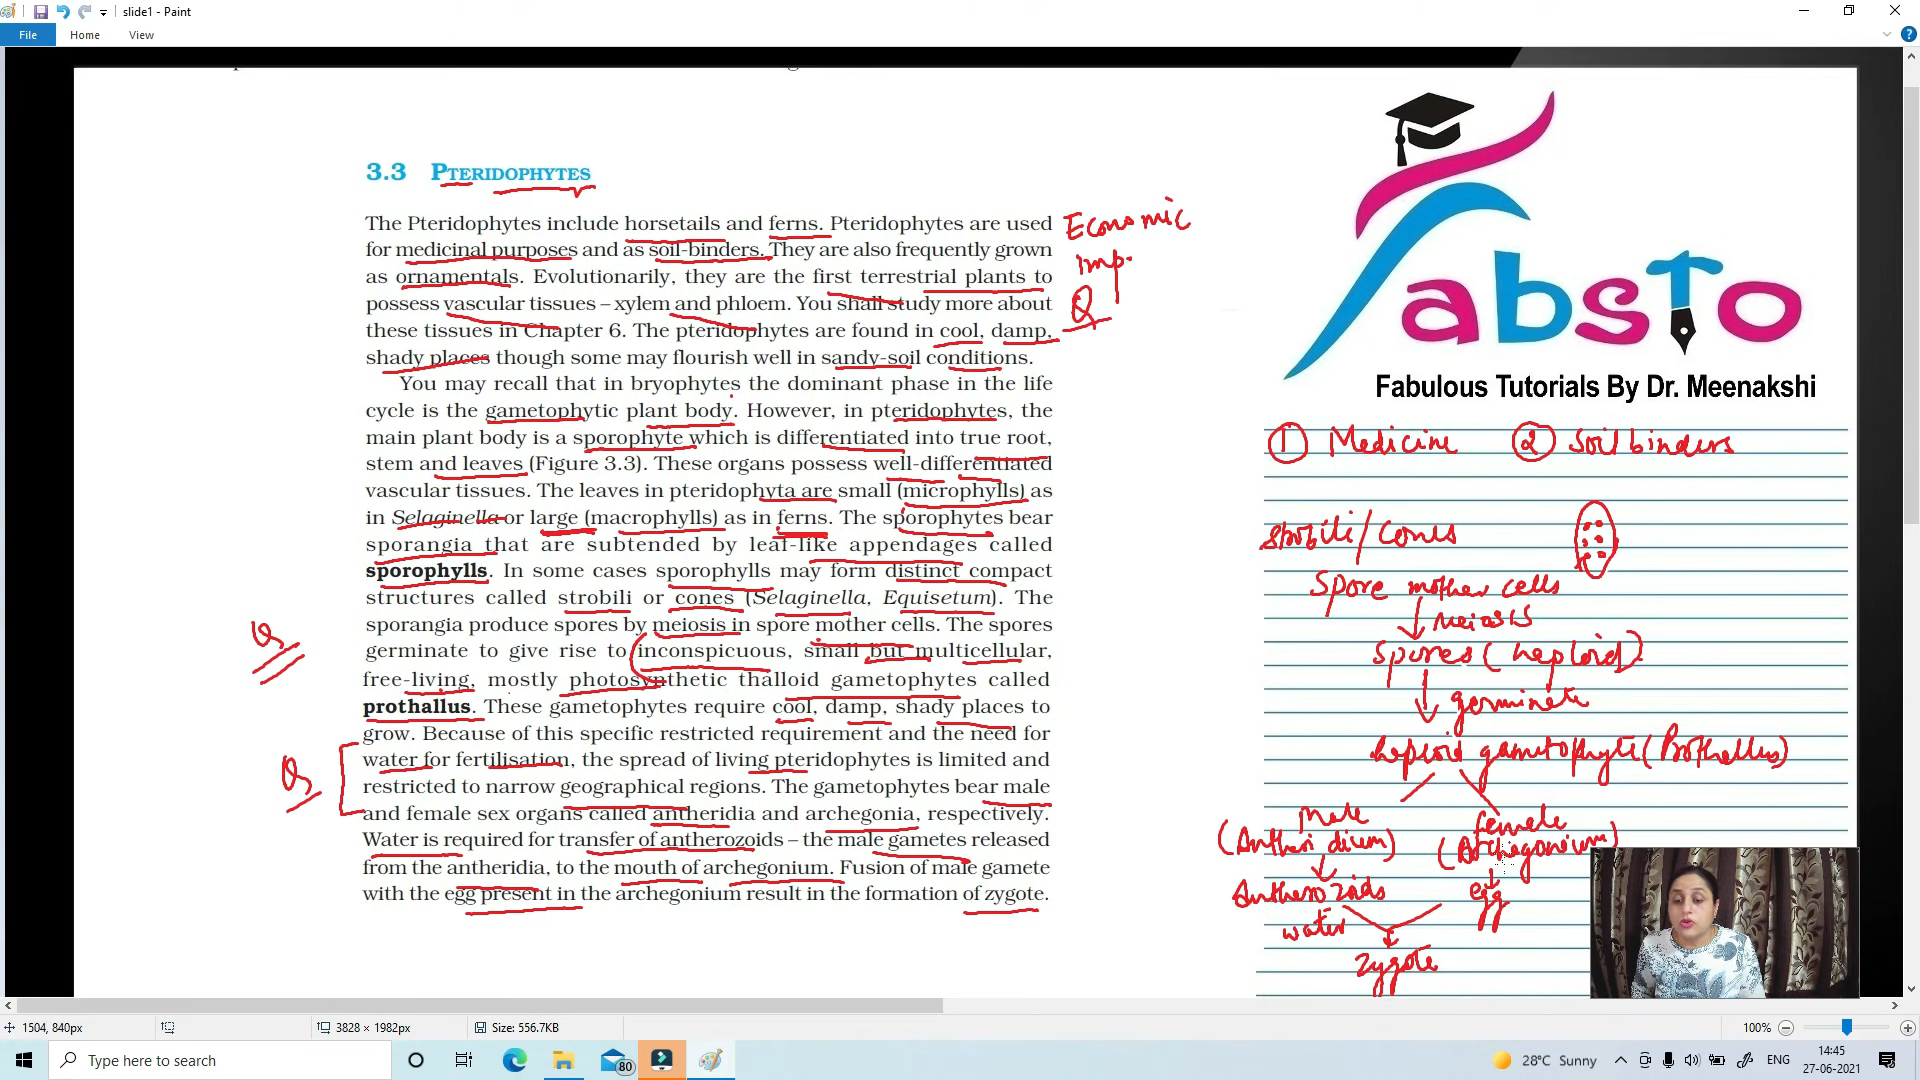 slide1 - Paint
File Home View
3.3 PTERIDOPHYTES
The Pteridophytes include horsetails and ferns. Pteridophytes are used
for medicinal purposes and as soil-binders. They are also frequently grown
as ornamentals. Evolutionarily, they are the first terrestrial plants to
possess vascular tissues – xylem and phloem. You shall study more about
these tissues in Chapter 6. The pteridophytes are found in cool, damp,
shady places though some may flourish well in sandy-soil conditions.
You may recall that in bryophytes the dominant phase in the life
cycle is the gametophytic plant body. However, in pteridophytes, the
main plant body is a sporophyte which is differentiated into true root,
stem and leaves (Figure 3.3). These organs possess well-differentiated
vascular tissues. The leaves in pteridophyta are small (microphylls) as
in Selaginella or large (macrophylls) as in ferns. The sporophytes bear
sporangia that are subtended by leaf-like appendages called
sporophylls. In some cases sporophylls may form distinct compact
structures called strobili or cones (Selaginella, Equisetum). The
sporangia produce spores by meiosis in spore mother cells. The spores
germinate to give rise to inconspicuous, small but multicellular,
free-living, mostly photosynthetic thalloid gametophytes called
prothallus. These gametophytes require cool, damp, shady places to
grow. Because of this specific restricted requirement and the need for
water for fertilisation, the spread of living pteridophytes is limited and
restricted to narrow geographical regions. The gametophytes bear male
and female sex organs called antheridia and archegonia, respectively.
Water is required for transfer of antherozoids – the male gametes released
from the antheridia, to the mouth of archegonium. Fusion of male gamete
with the egg present in the archegonium result in the formation of zygote.
Economic
imp.
Q
absTo
Fabulous Tutorials By Dr. Meenakshi
① Medicine ② Soil binders
Strobili/Cones
Spore mother cells
meiosis
Spores (haploid)
germinate
haploid gametophyte (Prothallus)
Male female
(Antheridium) (Archegonium)
Antherozoids egg
water
Zygote
1504, 840px 3828 × 1982px Size: 556.7KB 100%
Type here to search 80 28°C Sunny ENG 14:45
27-06-2021